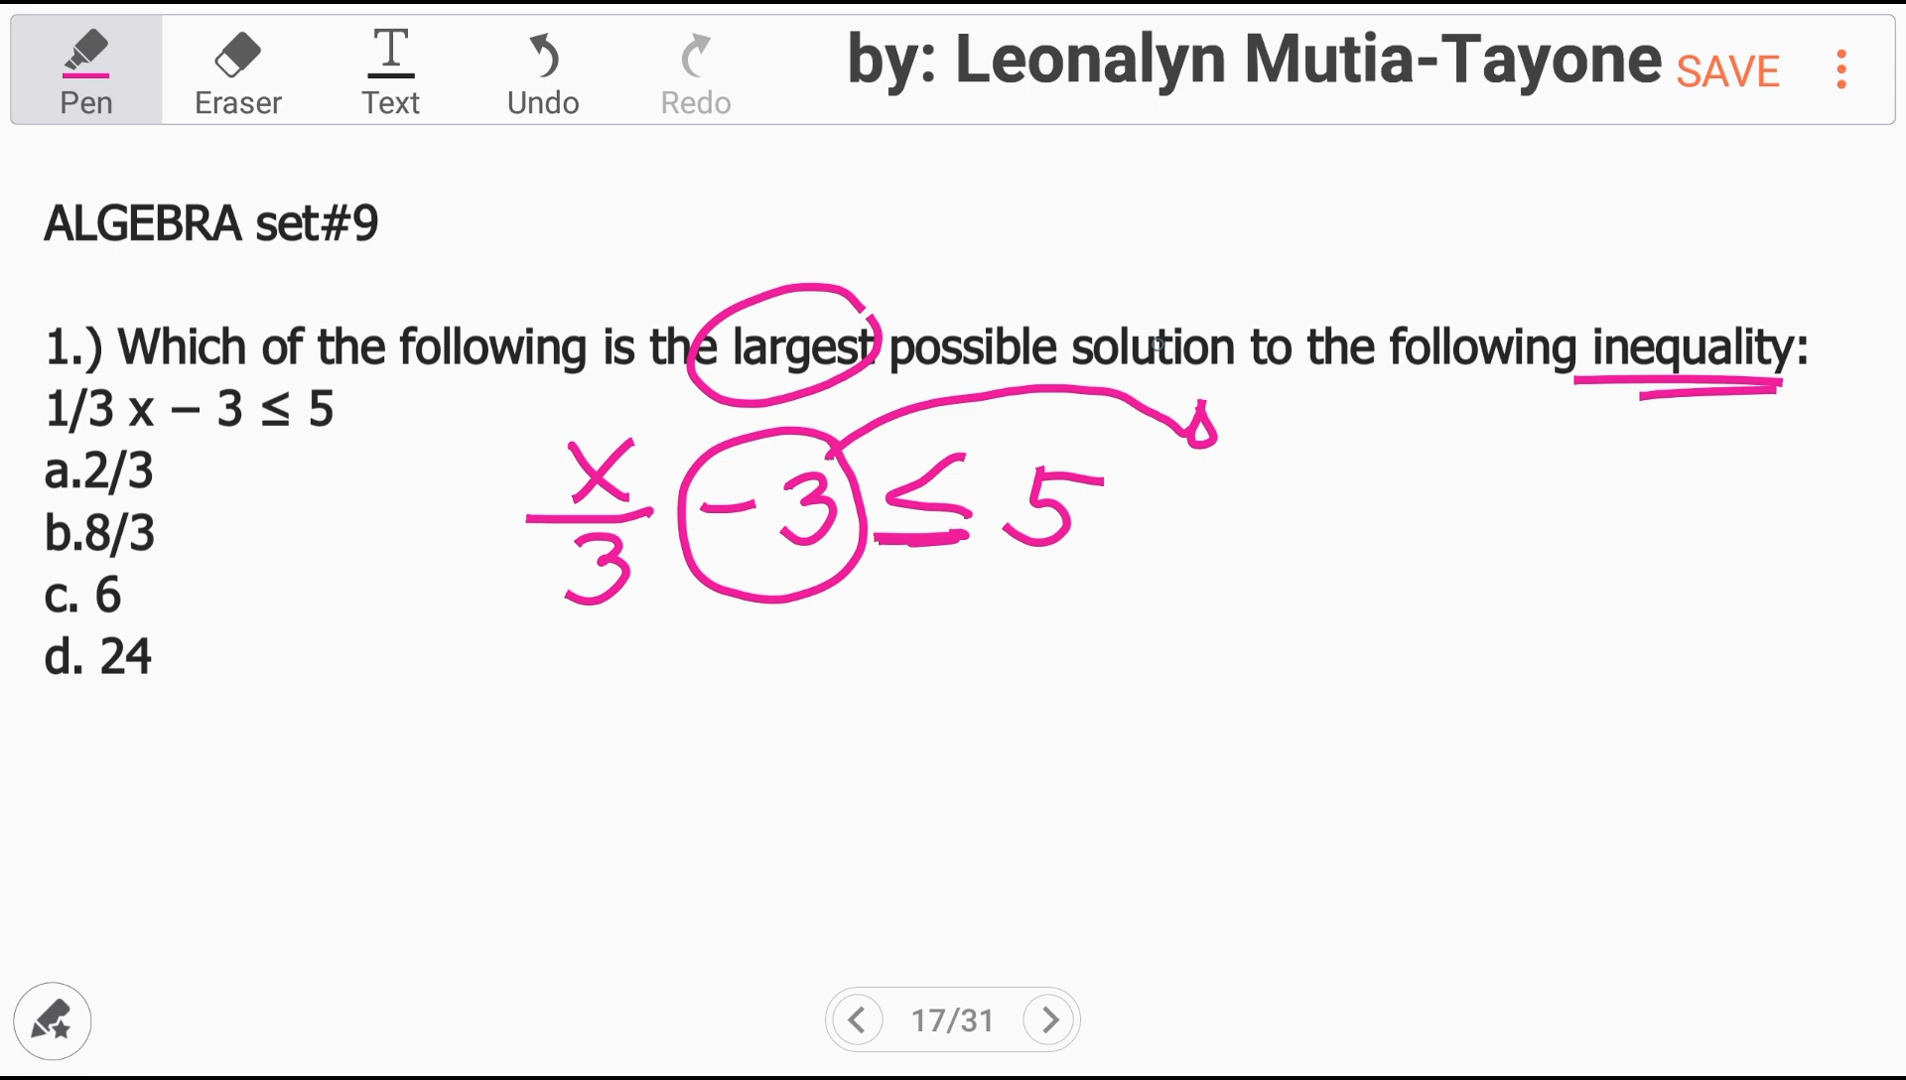 Pen
Eraser
T
Text
Undo
Redo
by: Leonalyn Mutia-Tayone
SAVE
ALGEBRA set#9
1.) Which of the following is the largest possible solution to the following inequality:
1/3 x – 3 ≤ 5
a.2/3
b.8/3
c. 6
d. 24
x/3 - 3 ≤ 5
17/31